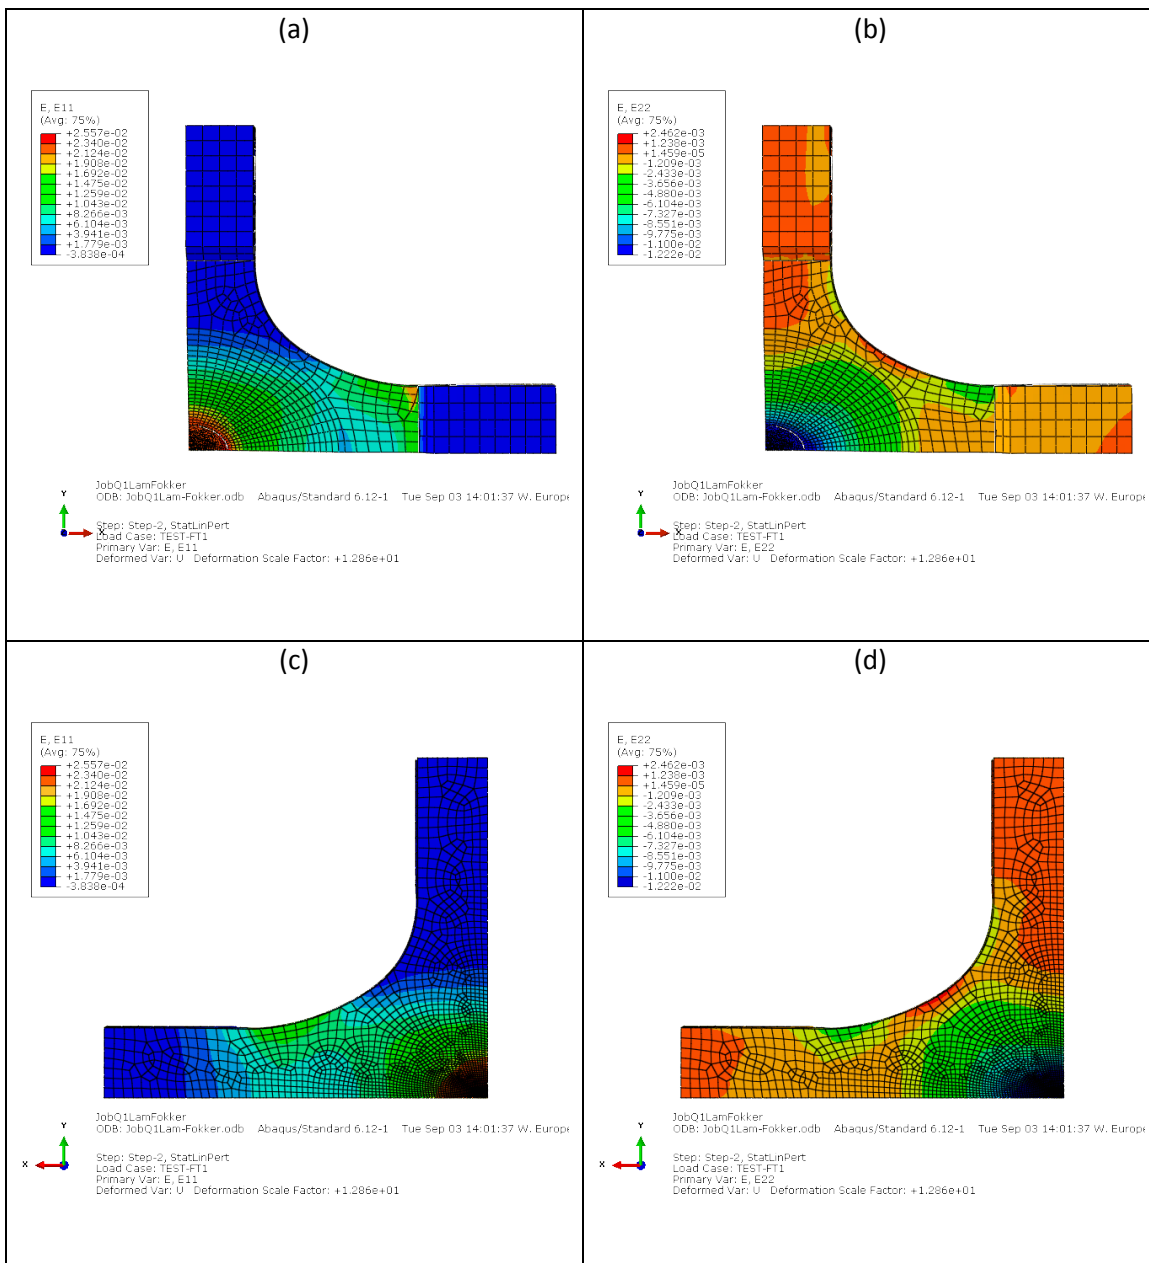 (a)
E, E11
(Avg: 75%)
+2.557e-02
+2.340e-02
+2.124e-02
+1.908e-02
+1.692e-02
+1.475e-02
+1.259e-02
+1.043e-02
+8.266e-03
+6.104e-03
+3.941e-03
+1.779e-03
-3.838e-04
Y
X
JobQ1LamFokker
ODB: JobQ1Lam-Fokker.odb Abaqus/Standard 6.12-1 Tue Sep 03 14:01:37 W. Europe
Step: Step-2, StatLinPert
Load Case: TEST-FT1
Primary Var: E, E11
Deformed Var: U Deformation Scale Factor: +1.286e+01
(b)
E, E22
(Avg: 75%)
+2.462e-03
+1.238e-03
+1.459e-05
-1.209e-03
-2.433e-03
-3.656e-03
-4.880e-03
-6.104e-03
-7.327e-03
-8.551e-03
-9.775e-03
-1.100e-02
-1.222e-02
Y
X
JobQ1LamFokker
ODB: JobQ1Lam-Fokker.odb Abaqus/Standard 6.12-1 Tue Sep 03 14:01:37 W. Europe
Step: Step-2, StatLinPert
Load Case: TEST-FT1
Primary Var: E, E22
Deformed Var: U Deformation Scale Factor: +1.286e+01
(c)
E, E11
(Avg: 75%)
+2.557e-02
+2.340e-02
+2.124e-02
+1.908e-02
+1.692e-02
+1.475e-02
+1.259e-02
+1.043e-02
+8.266e-03
+6.104e-03
+3.941e-03
+1.779e-03
-3.838e-04
Y
X
JobQ1LamFokker
ODB: JobQ1Lam-Fokker.odb Abaqus/Standard 6.12-1 Tue Sep 03 14:01:37 W. Europe
Step: Step-2, StatLinPert
Load Case: TEST-FT1
Primary Var: E, E11
Deformed Var: U Deformation Scale Factor: +1.286e+01
(d)
E, E22
(Avg: 75%)
+2.462e-03
+1.238e-03
+1.459e-05
-1.209e-03
-2.433e-03
-3.656e-03
-4.880e-03
-6.104e-03
-7.327e-03
-8.551e-03
-9.775e-03
-1.100e-02
-1.222e-02
Y
X
JobQ1LamFokker
ODB: JobQ1Lam-Fokker.odb Abaqus/Standard 6.12-1 Tue Sep 03 14:01:37 W. Europe
Step: Step-2, StatLinPert
Load Case: TEST-FT1
Primary Var: E, E22
Deformed Var: U Deformation Scale Factor: +1.286e+01